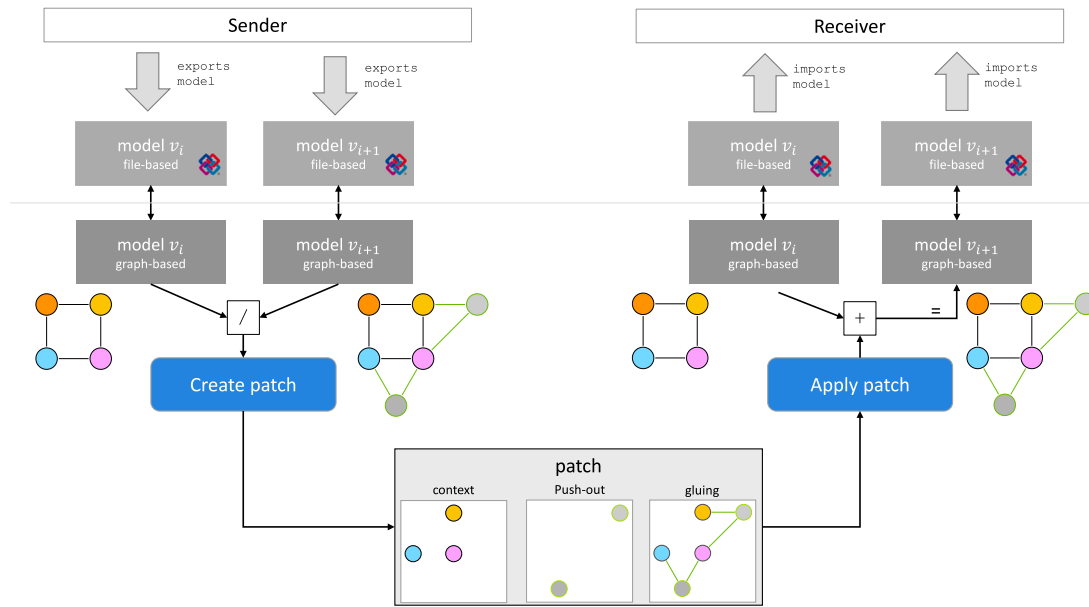 Sender
Receiver
exports
model
exports
model
imports
model
imports
model
model vᵢ
file-based
model vᵢ₊₁
file-based
model vᵢ
file-based
model vᵢ₊₁
file-based
model vᵢ
graph-based
model vᵢ₊₁
graph-based
model vᵢ
graph-based
model vᵢ₊₁
graph-based
/
+
=
Create patch
Apply patch
patch
context
Push-out
gluing